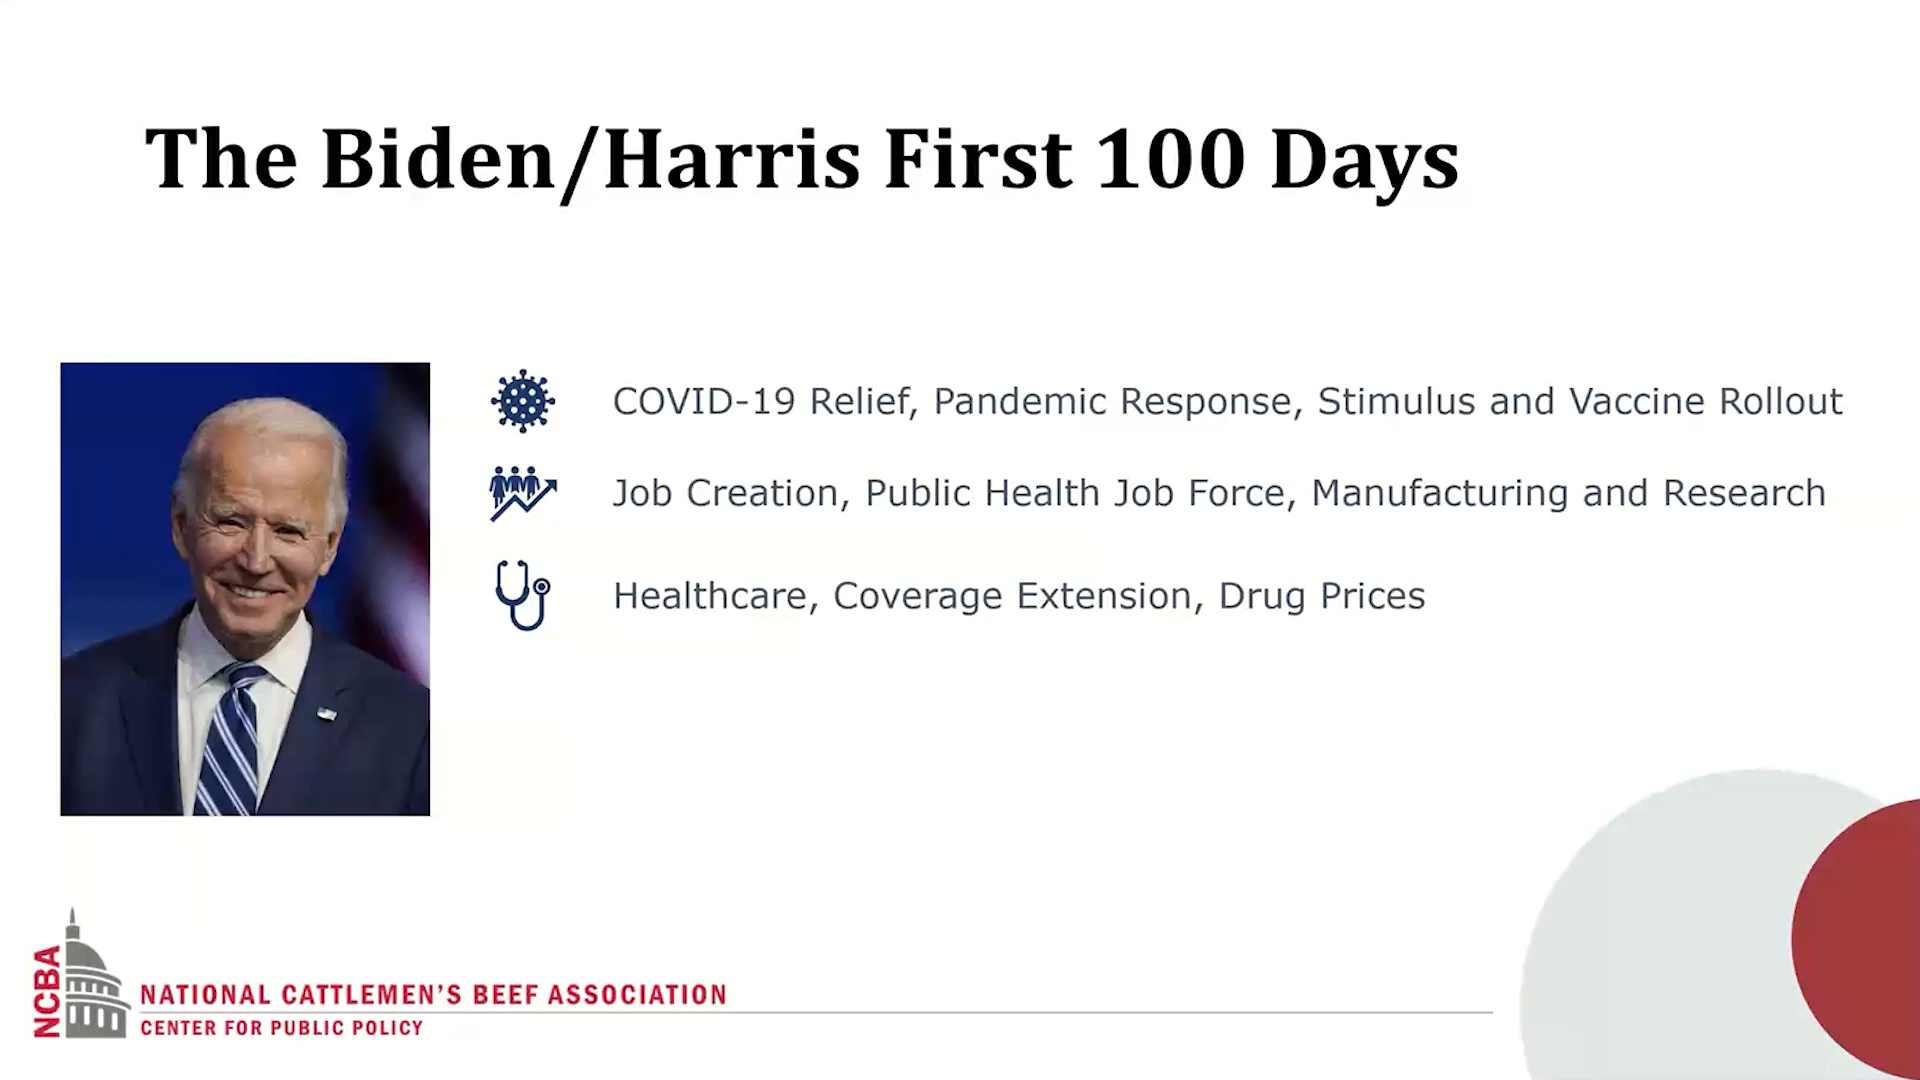 The Biden/Harris First 100 Days
COVID-19 Relief, Pandemic Response, Stimulus and Vaccine Rollout
Job Creation, Public Health Job Force, Manufacturing and Research
Healthcare, Coverage Extension, Drug Prices
NCBA
NATIONAL CATTLEMEN’S BEEF ASSOCIATION
CENTER FOR PUBLIC POLICY